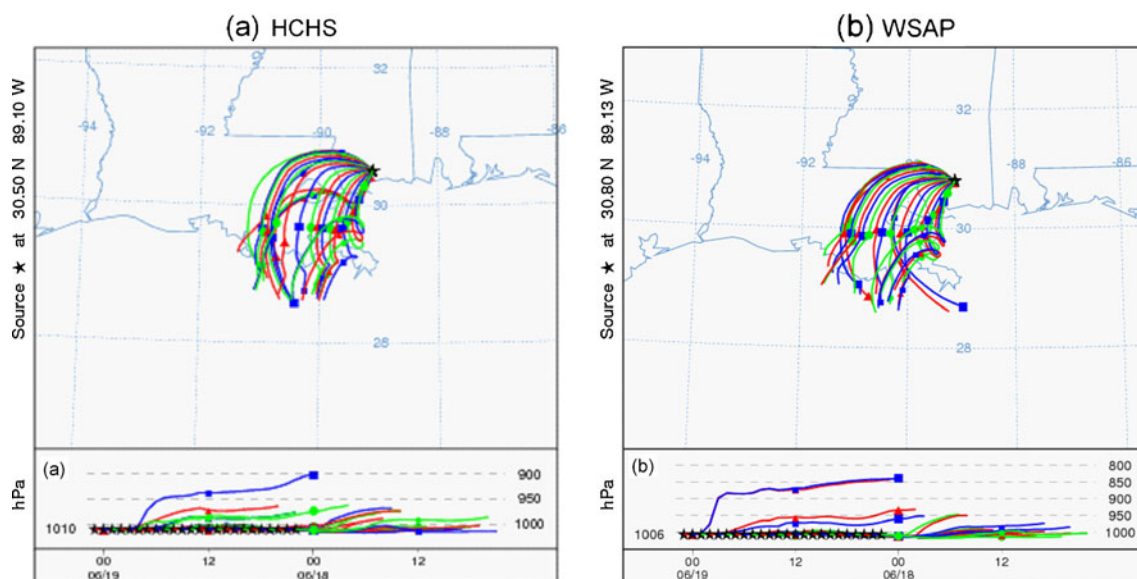 (a) HCHS
(b) WSAP
Source ★ at 30.50 N 89.10 W
32
-94
-92
-90
-88
-86
30
28
Source ★ at 30.80 N 89.13 W
32
-94
-92
-88
-86
30
28
hPa
(a)
900
950
1000
1010
00 12 00 12
06/19 06/18
hPa
(b)
800
850
900
950
1000
1006
00 12 00 12
06/19 06/18